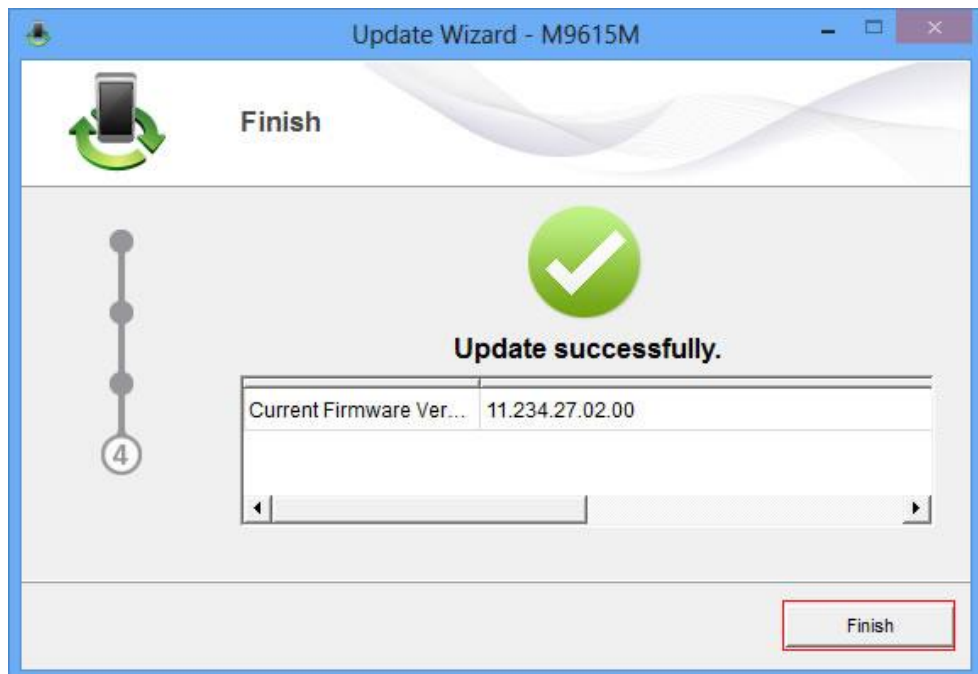 Update Wizard - M9615M
Finish
Update successfully.
Current Firmware Ver... 11.234.27.02.00
4
Finish